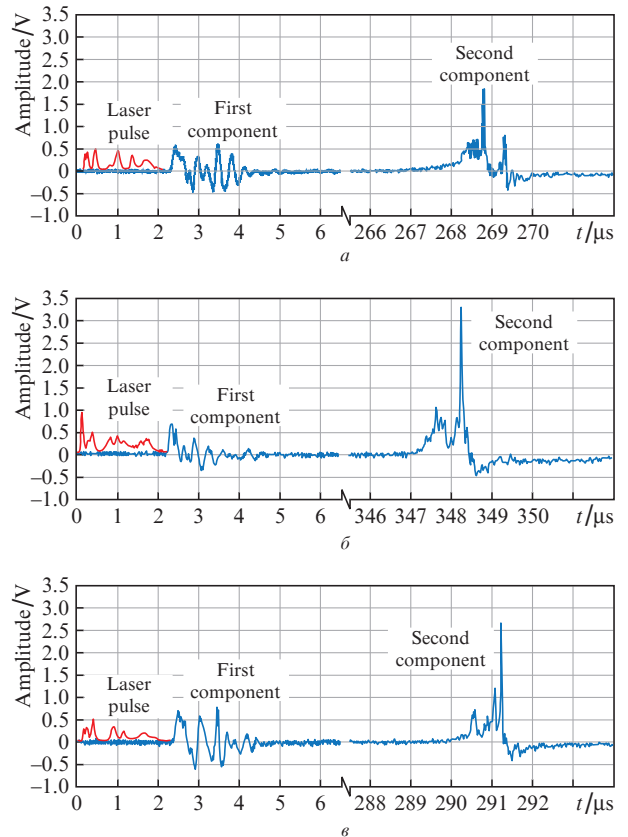 Amplitude/V
3.5
3.0
2.5
2.0
1.5
1.0
0.5
0
−0.5
−1.0
Second
component
Laser
pulse
First
component
0 1 2 3 4 5 6 266 267 268 269 270 t/μs
а
Amplitude/V
3.5
3.0
2.5
2.0
1.5
1.0
0.5
0
−0.5
−1.0
Second
component
Laser
pulse
First
component
0 1 2 3 4 5 6 346 347 348 349 350 t/μs
б
Amplitude/V
3.5
3.0
2.5
2.0
1.5
1.0
0.5
0
−0.5
−1.0
Second
component
Laser
pulse
First
component
0 1 2 3 4 5 6 288 289 290 291 292 t/μs
в